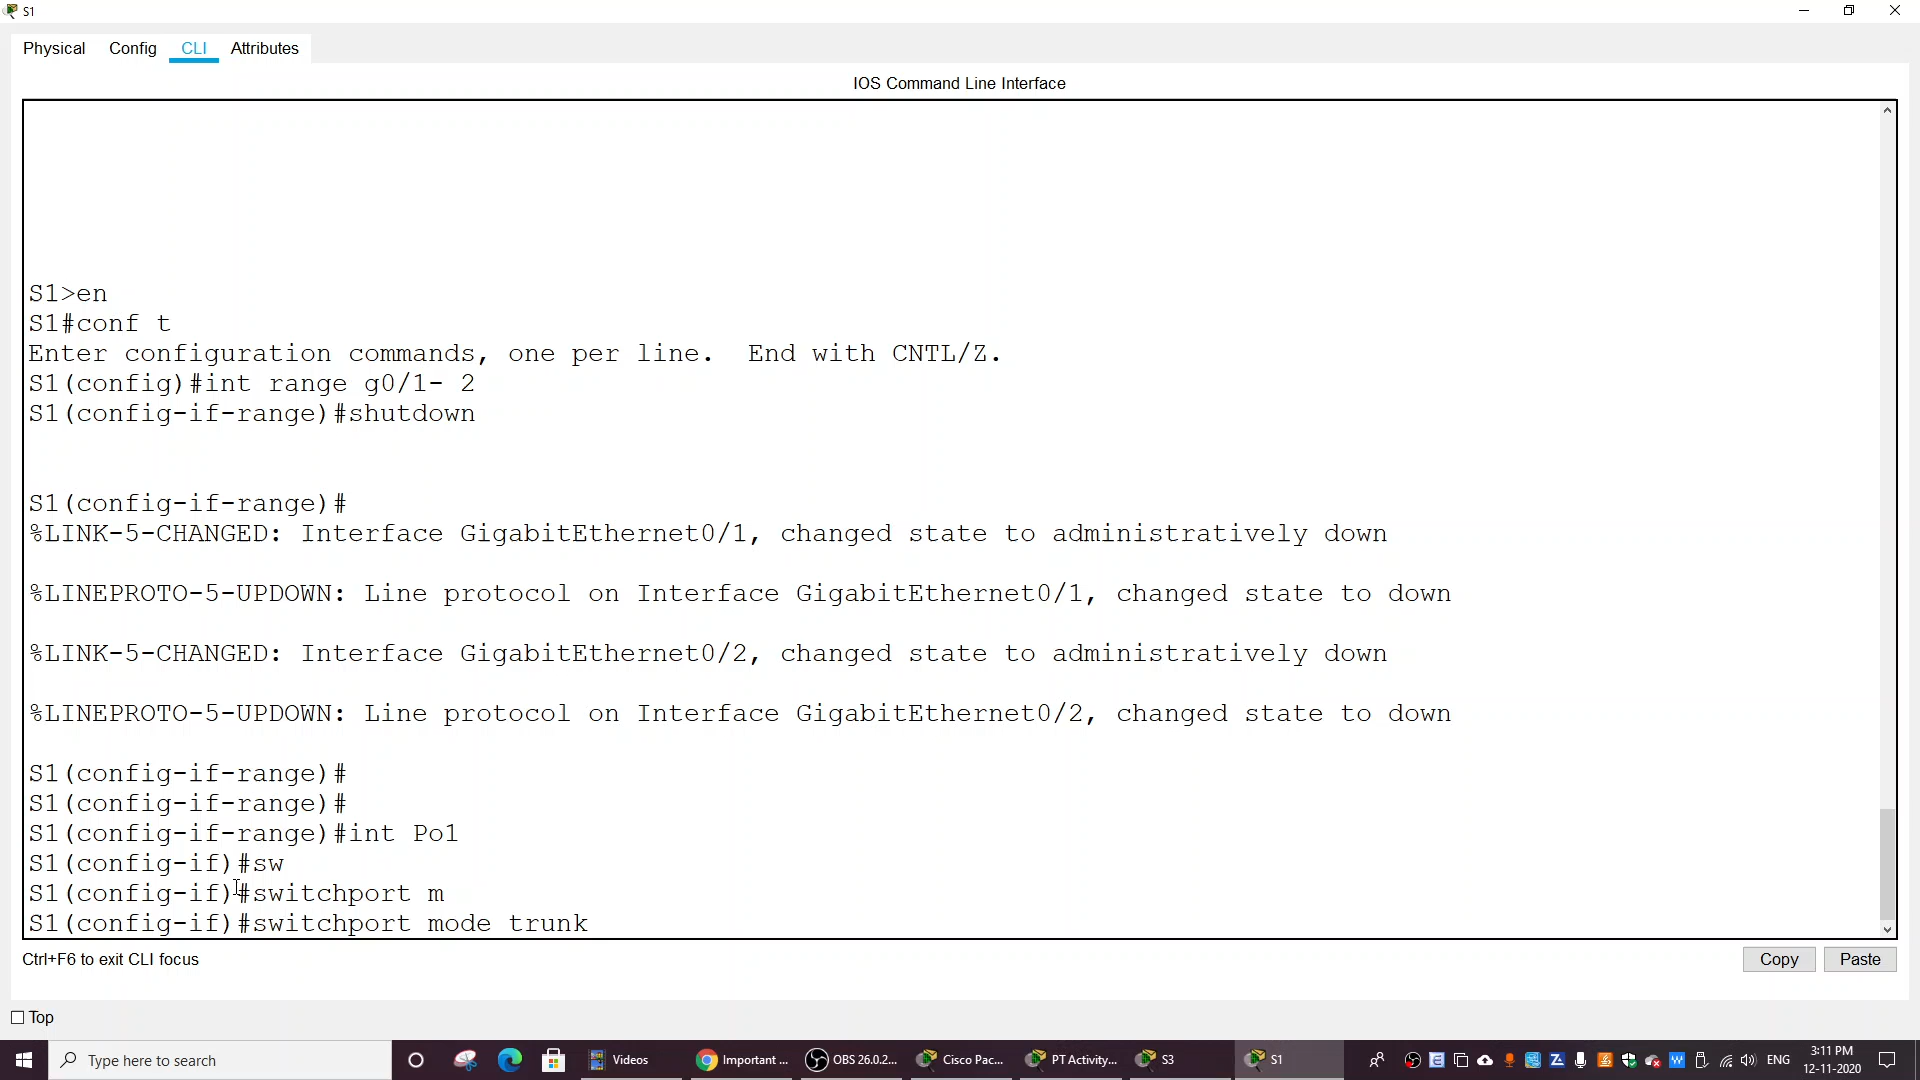 S1
Physical Config CLI Attributes
IOS Command Line Interface
S1>en
S1#conf t
Enter configuration commands, one per line.  End with CNTL/Z.
S1(config)#int range g0/1- 2
S1(config-if-range)#shutdown
S1(config-if-range)#
%LINK-5-CHANGED: Interface GigabitEthernet0/1, changed state to administratively down
%LINEPROTO-5-UPDOWN: Line protocol on Interface GigabitEthernet0/1, changed state to down
%LINK-5-CHANGED: Interface GigabitEthernet0/2, changed state to administratively down
%LINEPROTO-5-UPDOWN: Line protocol on Interface GigabitEthernet0/2, changed state to down
S1(config-if-range)#
S1(config-if-range)#
S1(config-if-range)#int Po1
S1(config-if)#sw
S1(config-if)#switchport m
S1(config-if)#switchport mode trunk
Ctrl+F6 to exit CLI focus
Copy Paste
Top
Type here to search
Videos
Important ...
OBS 26.0.2...
Cisco Pac...
PT Activity...
S3
S1
ENG
3:11 PM
12-11-2020